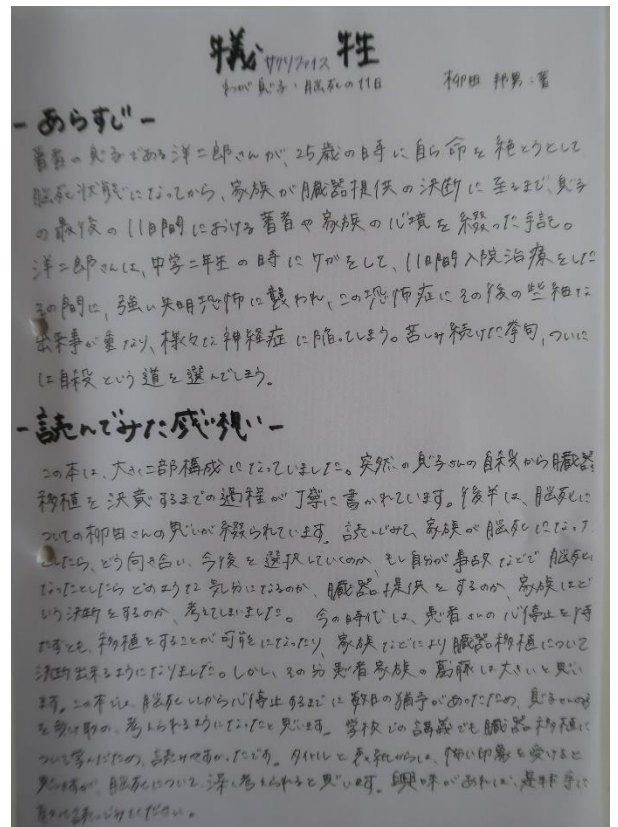 犠牲 サクリファイス
わが息子・脳死の11日 柳田 邦男:著
-あらすじ-
著者の息子である洋二郎さんが、25歳の時に自ら命を絶とうとして
脳死状態になってから、家族が臓器提供の決断に至るまで、息子
の最後の11日間における著者や家族の心境を綴った手記。
洋二郎さんは、中学二年生の時にケガをして、11日間入院治療をした
その間に、強い失明恐怖に襲われ、この恐怖症にその後の些細な
出来事が重なり、様々な神経症に陥ってしまう。苦しみ続けた挙句、ついに
は自殺という道を選んでしまう。
-読んでみた感想い-
この本は、大きく二部構成になっていました。突然の息子さんの自殺から臓器
移植を決意するまでの過程が丁寧に書かれています。後半は、脳死に
ついての柳田さんの思いが綴られています。読んでみて、家族が脳死になった
としたら、どう向き合い、今後を選択していくのか、もし自分が事故などで脳死に
なったとしたらどのような気分になるのか、臓器提供をするのか、家族はど
いう決断をするのか、考えてしまいました。今の時代は、患者さんの心停止を待
たずとも、移植をすることが可能になったり、家族などにより臓器移植について
決断出来るようになりました。しかし、その分患者家族の葛藤は大きいと思い
ます。この本では、脳死してから心停止するまでに数日の猶予があったため、息子さんの死
を受け取め、考えられるようになったと思います。学校での講義でも臓器移植に
ついて学んだため、読みやすかったです。タイトルと表紙からは、怖い印象を受けると
思いますが、脳死について、深く考えられると思います。興味があれば、是非手に
取って読んでみてください。